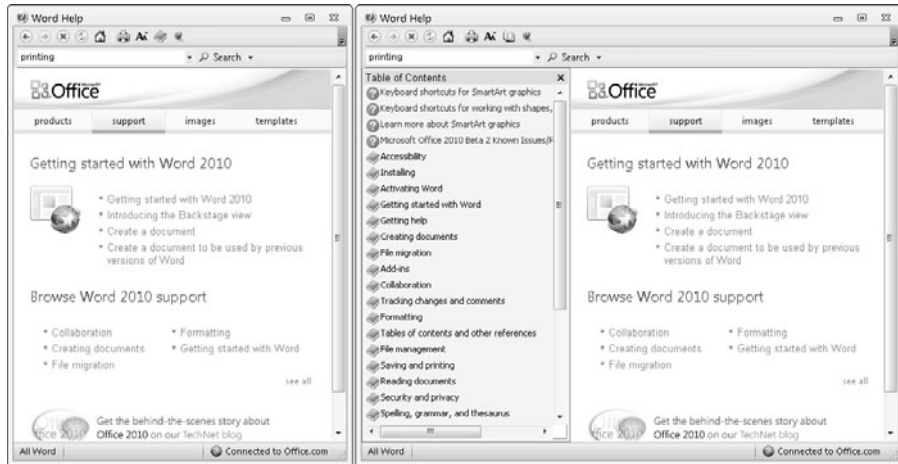 Word Help
printing
Search
Microsoft
Office
products support images templates
Getting started with Word 2010
• Getting started with Word 2010
• Introducing the Backstage view
• Create a document
• Create a document to be used by previous
versions of Word
Browse Word 2010 support
• Collaboration • Formatting
• Creating documents • Getting started with Word
• File migration
see all
Get the behind-the-scenes story about
Office 2010 on our TechNet blog
All Word Connected to Office.com
Word Help
printing
Search
Table of Contents
Keyboard shortcuts for SmartArt graphics
Keyboard shortcuts for working with shapes,
Learn more about SmartArt graphics
Microsoft Office 2010 Beta 2 Known Issues/
Accessibility
Installing
Activating Word
Getting started with Word
Getting help
Creating documents
File migration
Add-ins
Collaboration
Tracking changes and comments
Formatting
Tables of contents and other references
File management
Saving and printing
Reading documents
Security and privacy
Spelling, grammar, and thesaurus
Microsoft
Office
products support images templates
Getting started with Word 2010
• Getting started with Word 2010
• Introducing the Backstage view
• Create a document
• Create a document to be used by previous
versions of Word
Browse Word 2010 support
• Collaboration • Formatting
• Creating documents • Getting started with Word
• File migration
see all
Get the behind-the-scenes story about
Office 2010 on our TechNet blog
All Word Connected to Office.com